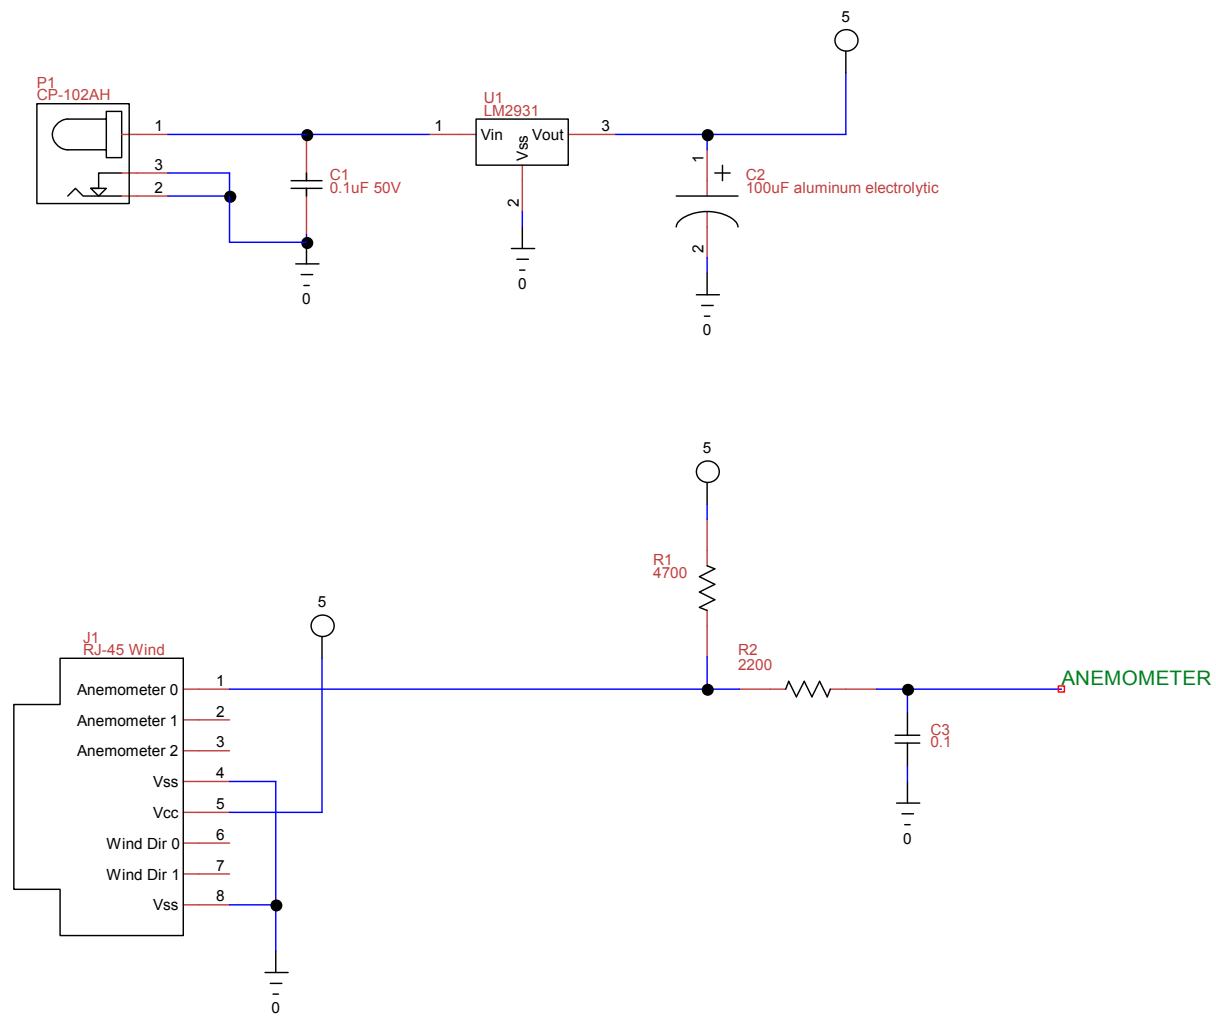 5
P1
CP-102AH
1
3
2
C1
0.1uF 50V
0
U1
LM2931
1
Vin
Vout
3
Vss
2
0
1
+
C2
100uF aluminum electrolytic
2
0
5
R1
4700
R2
2200
ANEMOMETER
C3
0.1
0
5
J1
RJ-45 Wind
Anemometer 0 1
Anemometer 1 2
Anemometer 2 3
Vss 4
Vcc 5
Wind Dir 0 6
Wind Dir 1 7
Vss 8
0